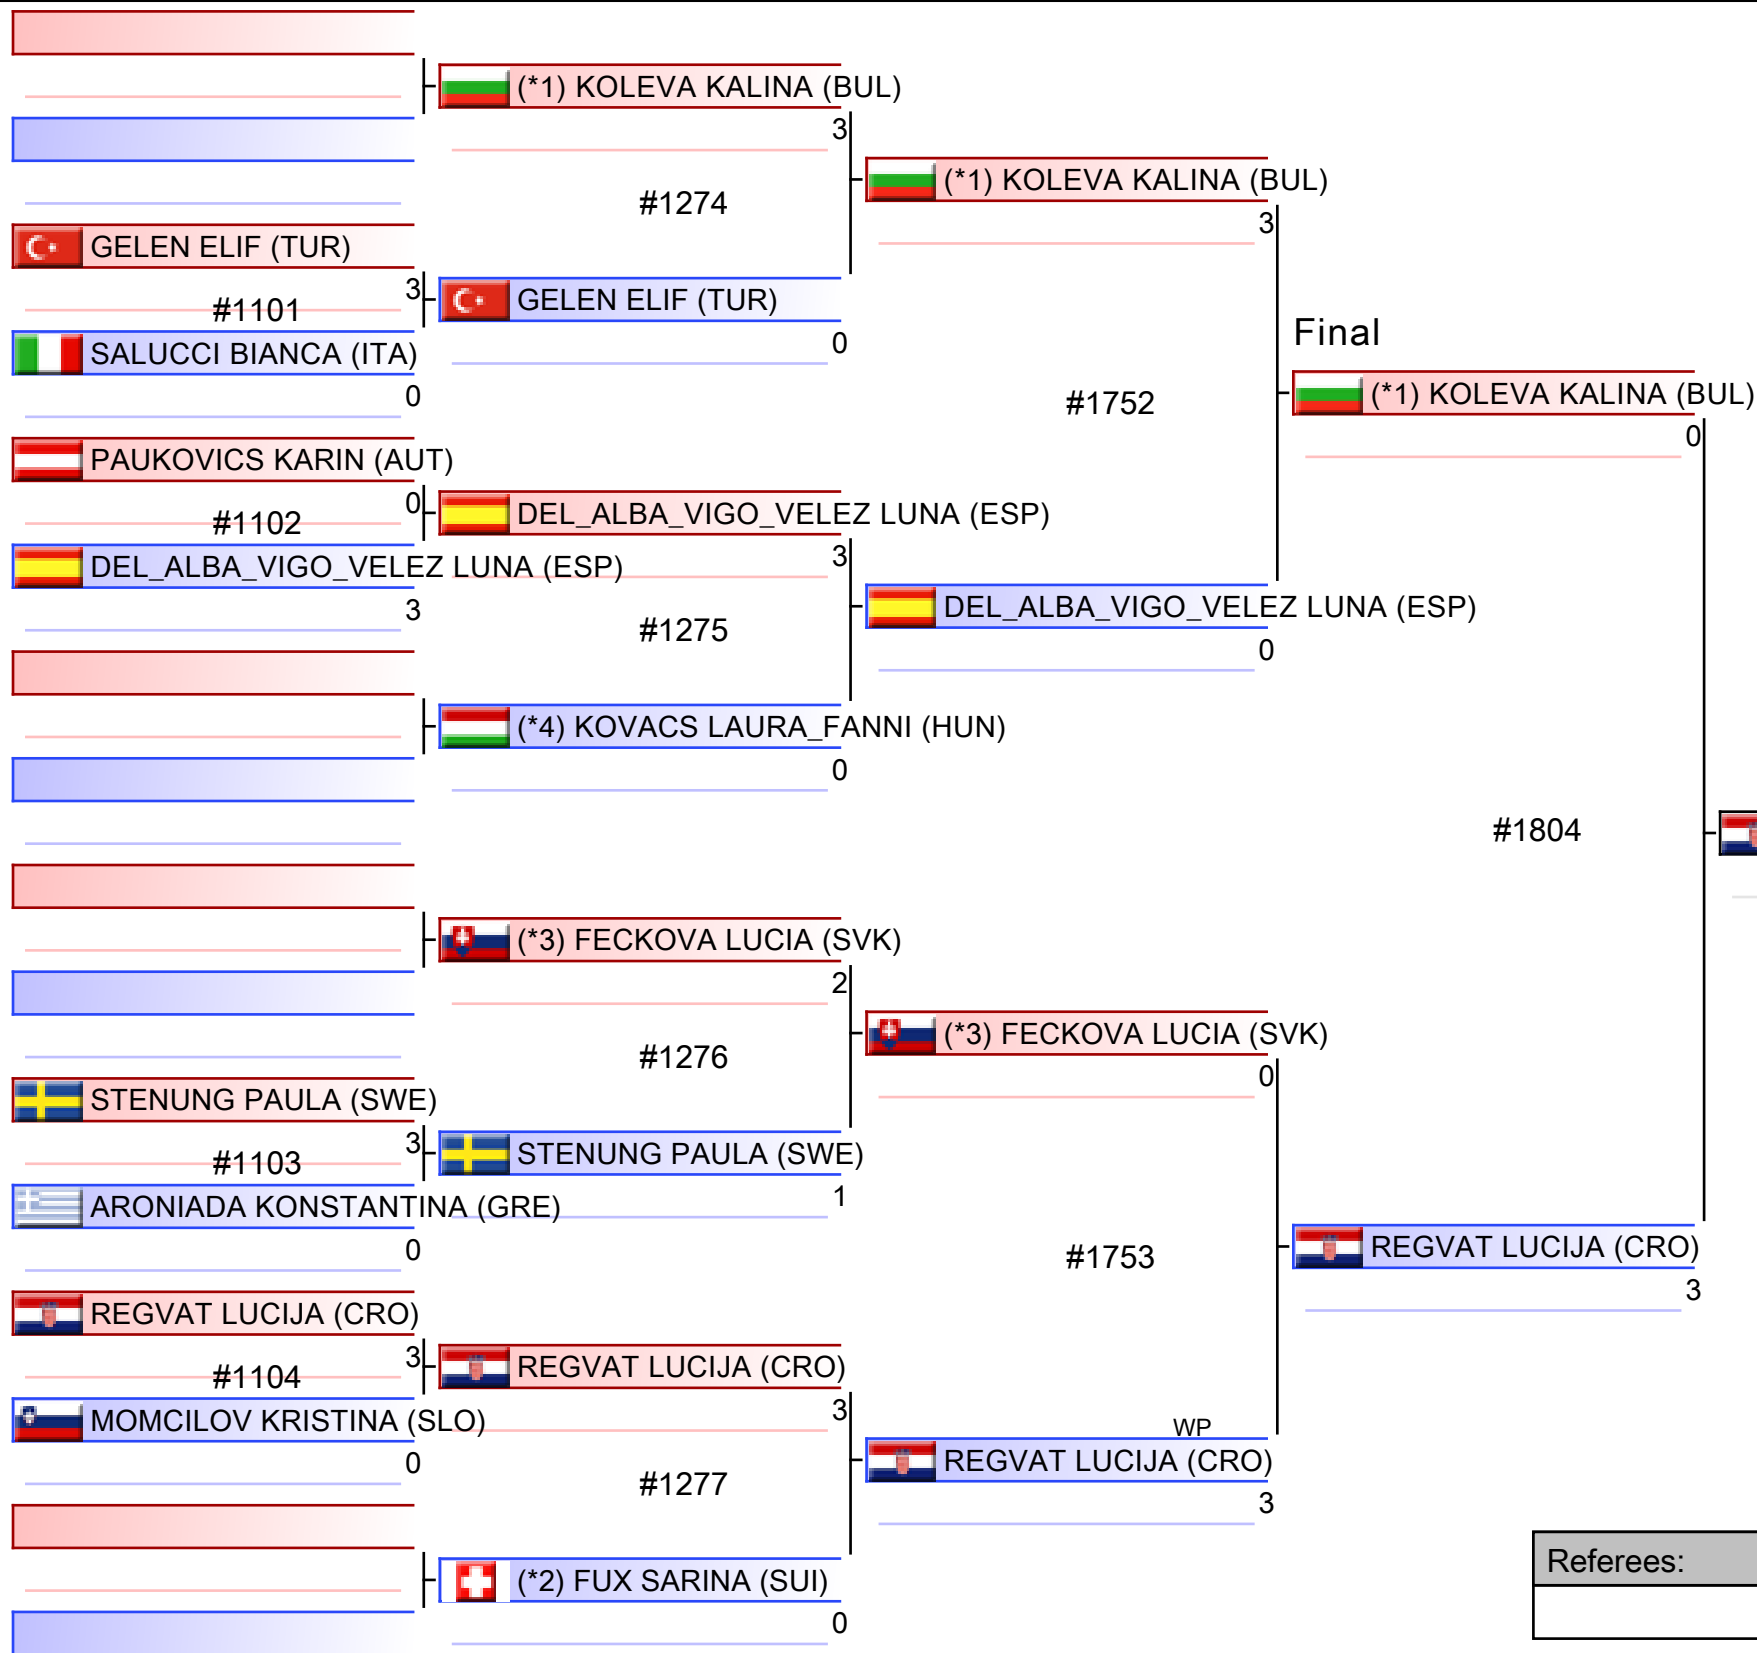 (*1) KOLEVA KALINA (BUL)
3
#1274
GELEN ELIF (TUR)
3
#1101
SALUCCI BIANCA (ITA)
0
GELEN ELIF (TUR)
0
(*1) KOLEVA KALINA (BUL)
3
#1752
PAUKOVICS KARIN (AUT)
0
#1102
DEL_ALBA_VIGO_VELEZ LUNA (ESP)
3
DEL_ALBA_VIGO_VELEZ LUNA (ESP)
3
#1275
(*4) KOVACS LAURA_FANNI (HUN)
0
DEL_ALBA_VIGO_VELEZ LUNA (ESP)
0
Final
(*1) KOLEVA KALINA (BUL)
0
#1804
(*3) FECKOVA LUCIA (SVK)
2
#1276
STENUNG PAULA (SWE)
3
#1103
ARONIADA KONSTANTINA (GRE)
0
STENUNG PAULA (SWE)
1
(*3) FECKOVA LUCIA (SVK)
0
#1753
REGVAT LUCIJA (CRO)
3
#1104
MOMCILOV KRISTINA (SLO)
0
REGVAT LUCIJA (CRO)
3
#1277
(*2) FUX SARINA (SUI)
0
WP
REGVAT LUCIJA (CRO)
3
REGVAT LUCIJA (CRO)
3
Referees: